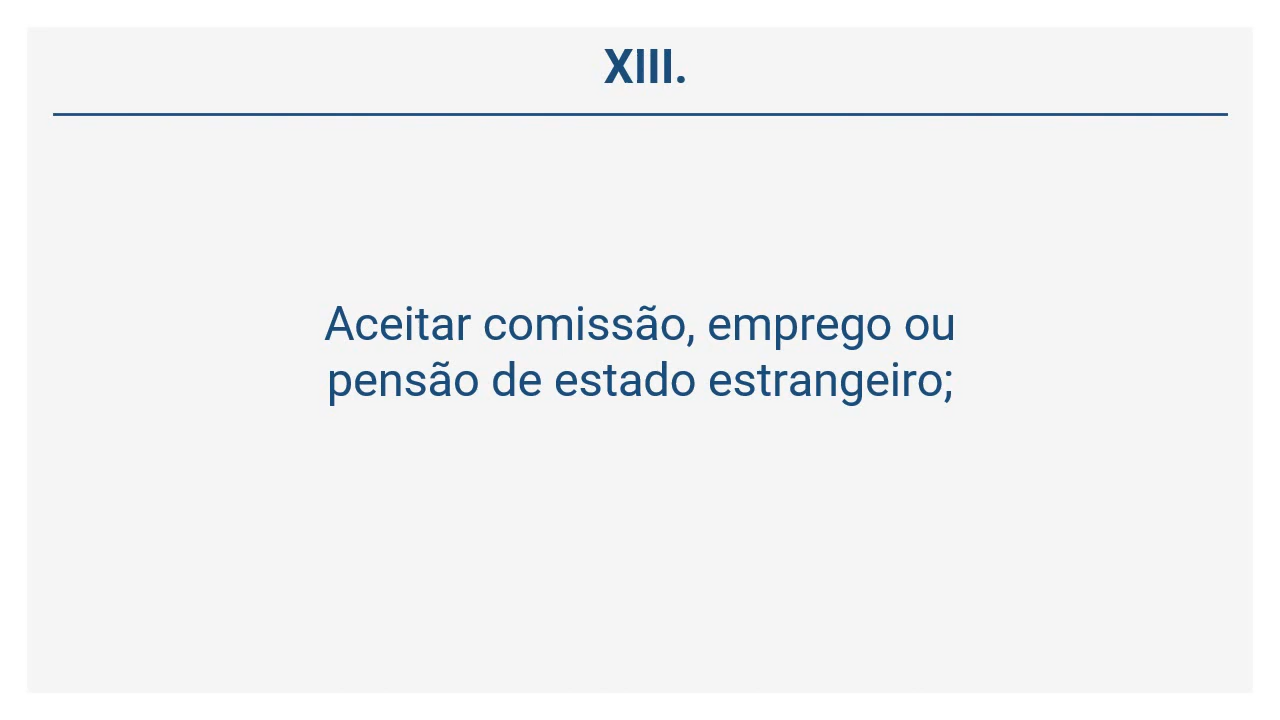 XIII.
Aceitar comissão, emprego ou
pensão de estado estrangeiro;